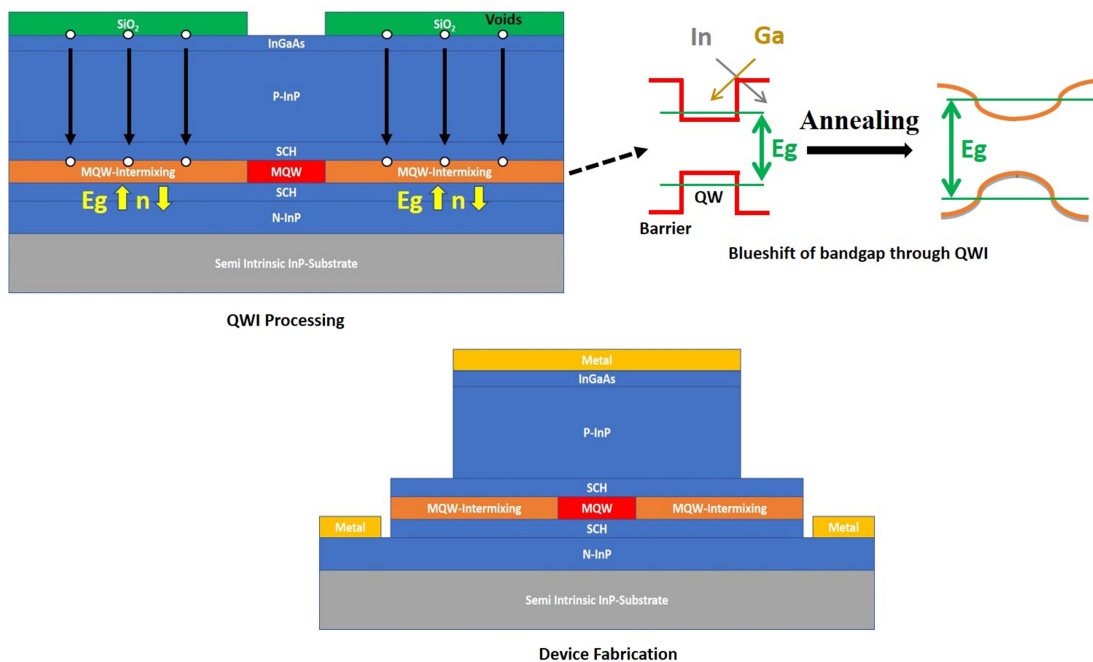 SiO2
Voids
SiO2
InGaAs
P-InP
SCH
MQW-Intermixing
MQW
MQW-Intermixing
SCH
Eg n
Eg n
N-InP
Semi Intrinsic InP-Substrate
QWI Processing
In
Ga
Eg
QW
Barrier
Annealing
Eg
Blueshift of bandgap through QWI
Metal
InGaAs
P-InP
SCH
MQW-Intermixing
MQW
MQW-Intermixing
Metal
SCH
Metal
N-InP
Semi Intrinsic InP-Substrate
Device Fabrication